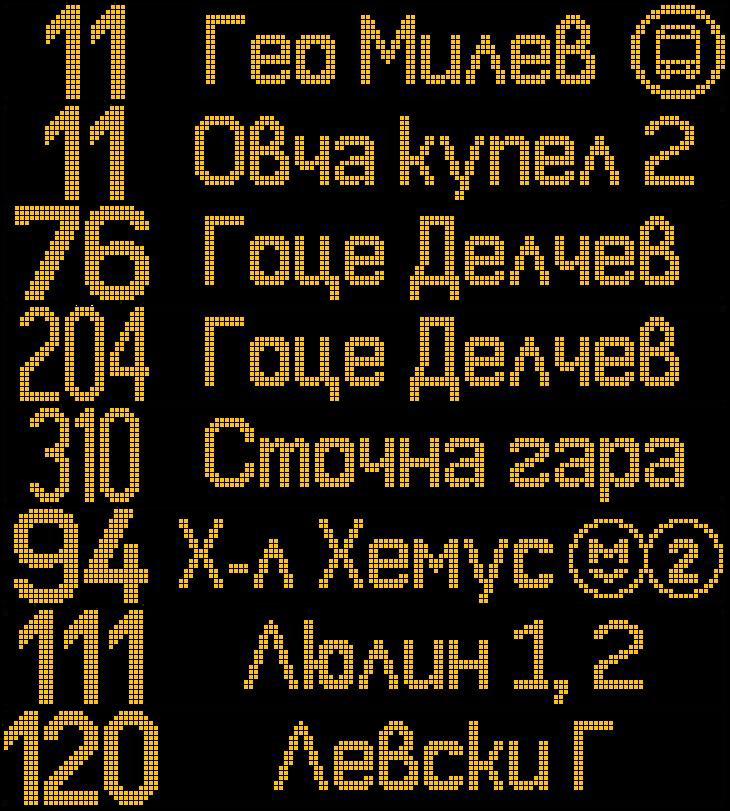 11 Гео Милев
11 Овча купел 2
76 Гоце Делчев
204 Гоце Делчев
310 Сточна гара
94 Х-л Хемус М 2
111 Люлин 1, 2
120 Левски Г